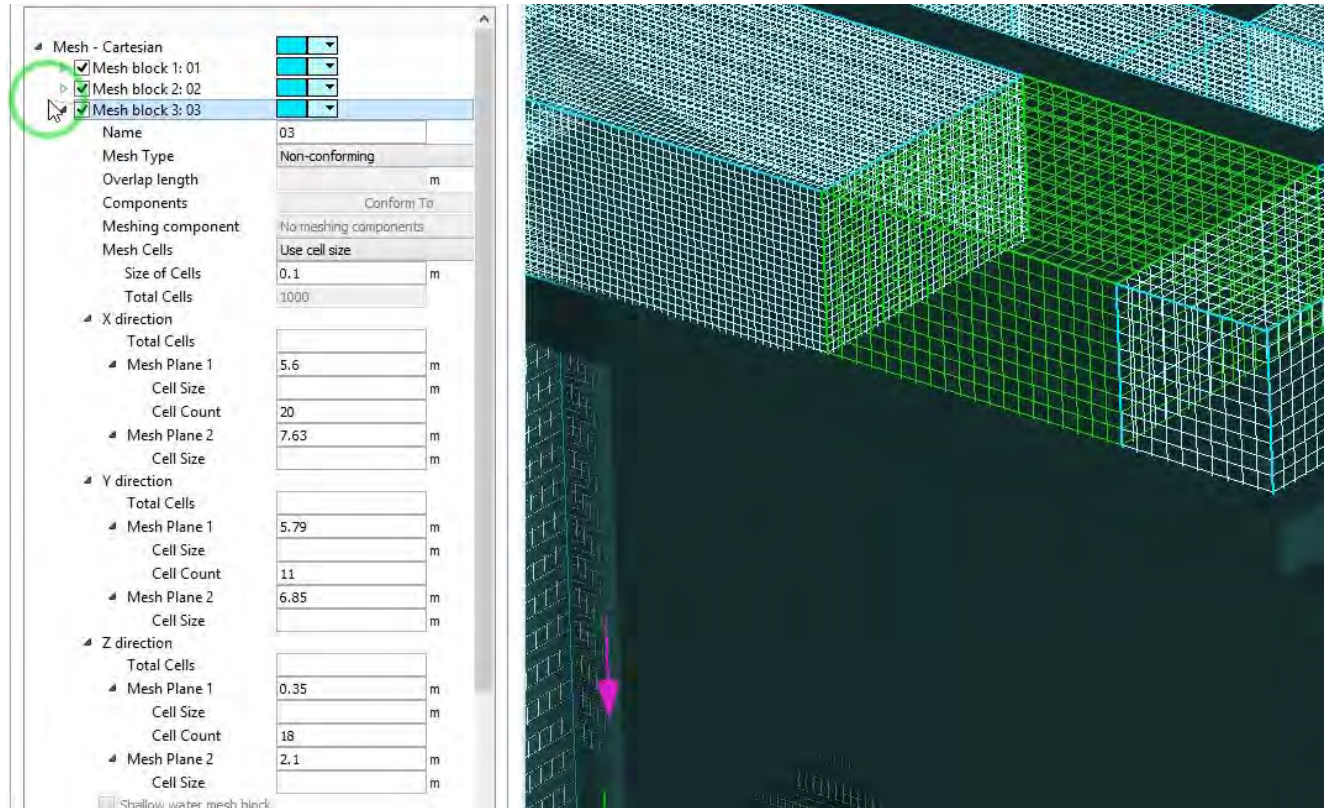 Mesh - Cartesian
Mesh block 1: 01
Mesh block 2: 02
Mesh block 3: 03
Name 03
Mesh Type Non-conforming
Overlap length m
Components Conform To
Meshing component No meshing components
Mesh Cells Use cell size
Size of Cells 0.1 m
Total Cells 1000
X direction
Total Cells
Mesh Plane 1 5.6 m
Cell Size m
Cell Count 20
Mesh Plane 2 7.63 m
Cell Size m
Y direction
Total Cells
Mesh Plane 1 5.79 m
Cell Size m
Cell Count 11
Mesh Plane 2 6.85 m
Cell Size m
Z direction
Total Cells
Mesh Plane 1 0.35 m
Cell Size m
Cell Count 18
Mesh Plane 2 2.1 m
Cell Size m
Shallow water mesh block